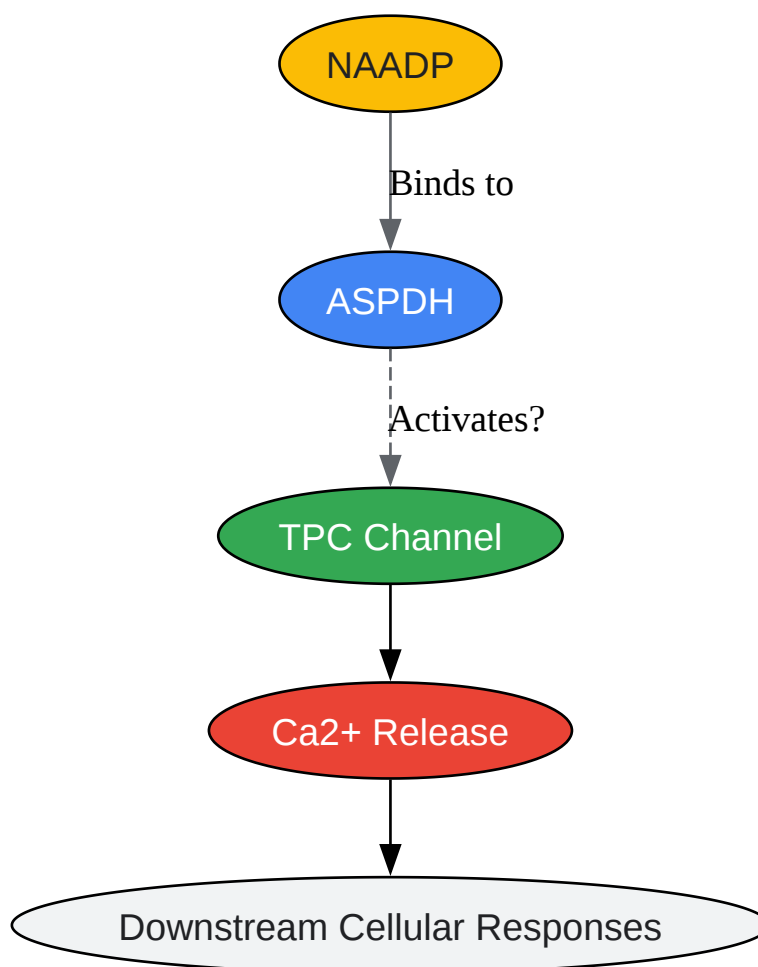 NAADP
Binds to
ASPDH
Activates?
TPC Channel
Ca2+ Release
Downstream Cellular Responses